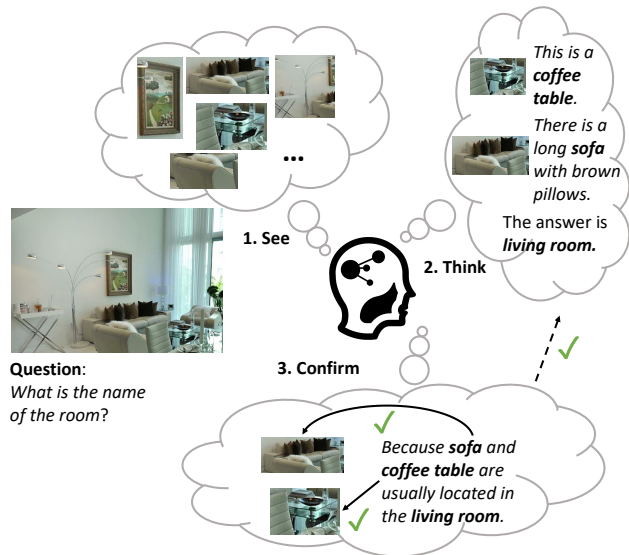 ...
1. See
Question:
What is the name
of the room?
This is a
coffee
table.
There is a
long sofa
with brown
pillows.
The answer is
living room.
2. Think
3. Confirm
Because sofa and
coffee table are
usually located in
the living room.